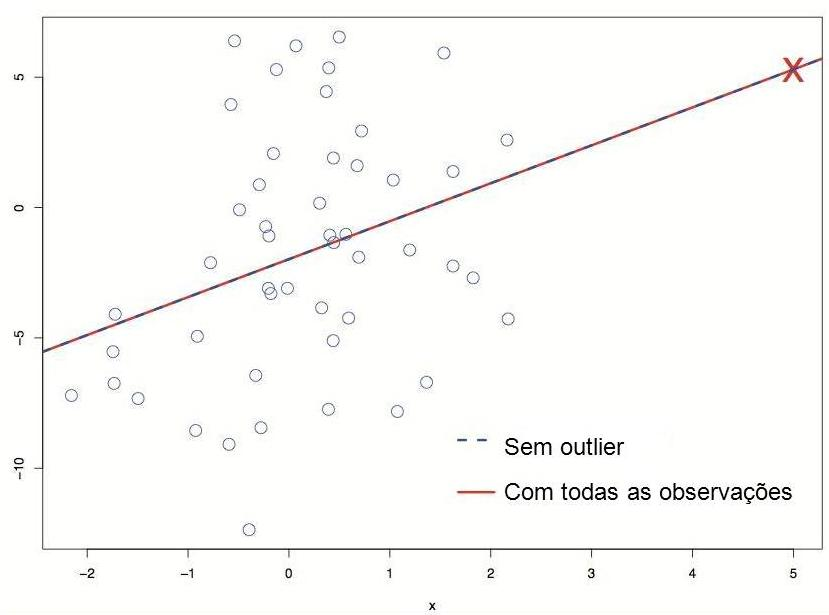 5
0
−5
−10
X
Sem outlier
Com todas as observações
−2 −1 0 1 2 3 4 5
x